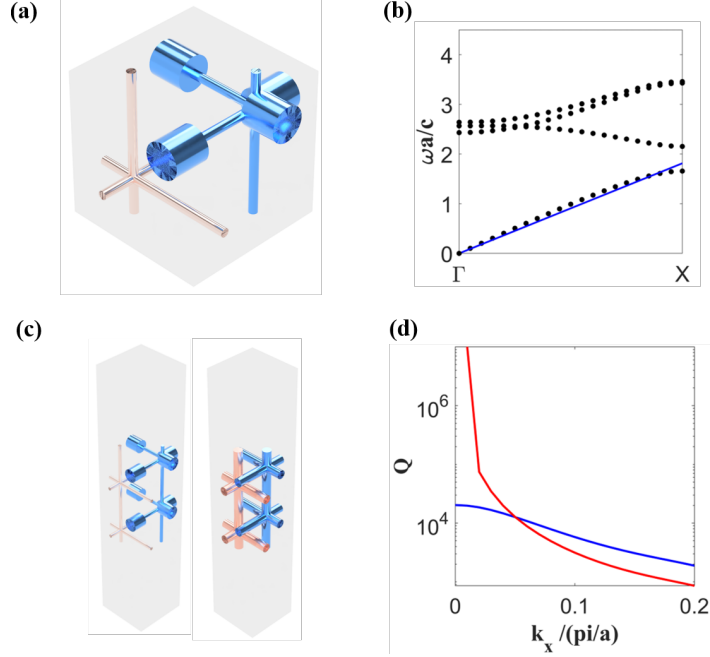 (a)
(b)
4
3
2
1
0
ωa/c
Γ
X
(c)
(d)
10^6
10^4
Q
0
0.1
0.2
k_x /(pi/a)